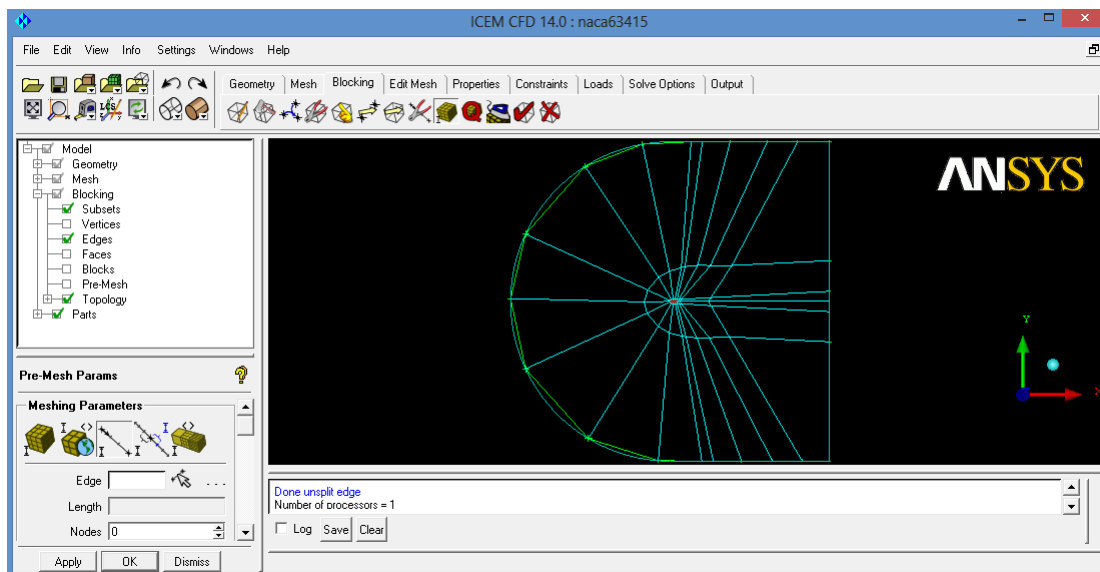 ICEM CFD 14.0 : naca63415
File Edit View Info Settings Windows Help
Geometry Mesh Blocking Edit Mesh Properties Constraints Loads Solve Options Output
Model
Geometry
Mesh
Blocking
Subsets
Vertices
Edges
Faces
Blocks
Pre-Mesh
Topology
Parts
ANSYS
Y
X
Pre-Mesh Params
Meshing Parameters
Edge ...
Length
Nodes 0
Apply OK Dismiss
Done unsplit edge
Number of processors = 1
Log Save Clear